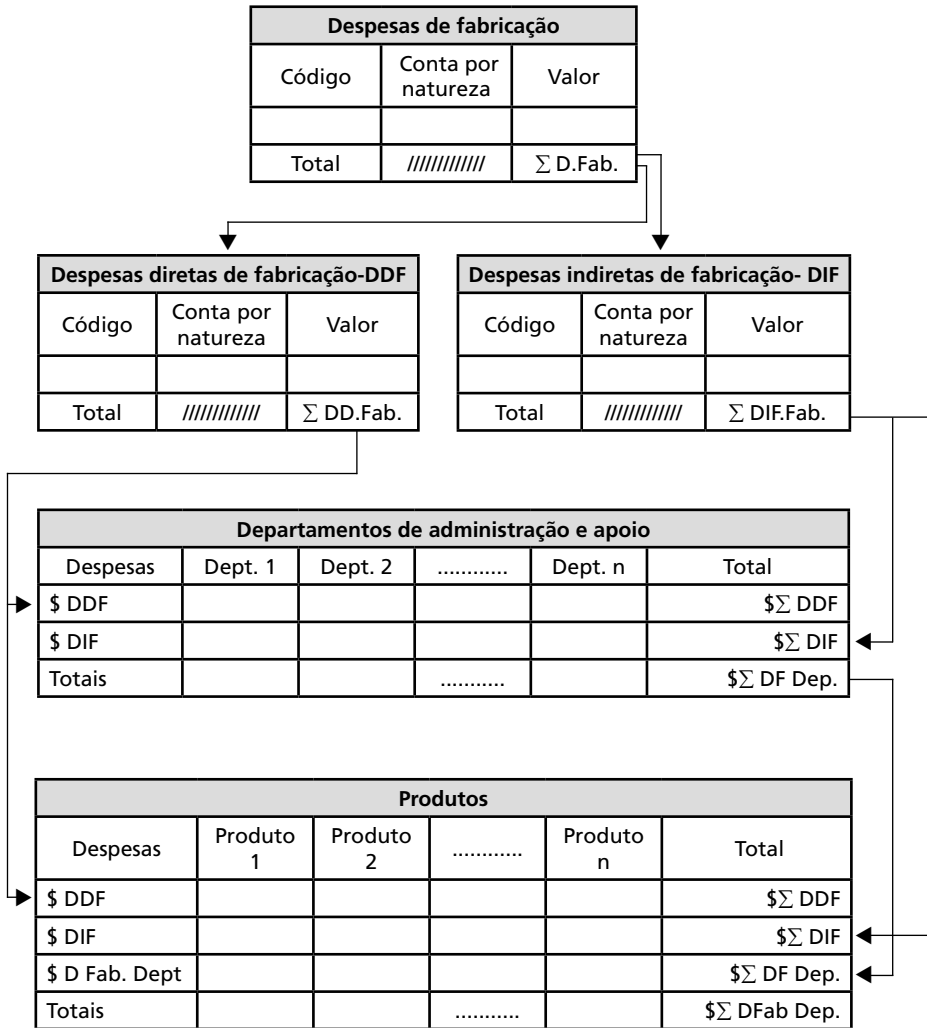 Despesas de fabricação
Código Conta por natureza Valor
Total ///////////// ∑ D.Fab.
Despesas diretas de fabricação-DDF
Código Conta por natureza Valor
Total ///////////// ∑ DD.Fab.
Despesas indiretas de fabricação- DIF
Código Conta por natureza Valor
Total ///////////// ∑ DIF.Fab.
Departamentos de administração e apoio
Despesas Dept. 1 Dept. 2 ............ Dept. n Total
$ DDF $∑ DDF
$ DIF $∑ DIF
Totais ........... $∑ DF Dep.
Produtos
Despesas Produto 1 Produto 2 ............ Produto n Total
$ DDF $∑ DDF
$ DIF $∑ DIF
$ D Fab. Dept $∑ DF Dep.
Totais ........... $∑ DFab Dep.